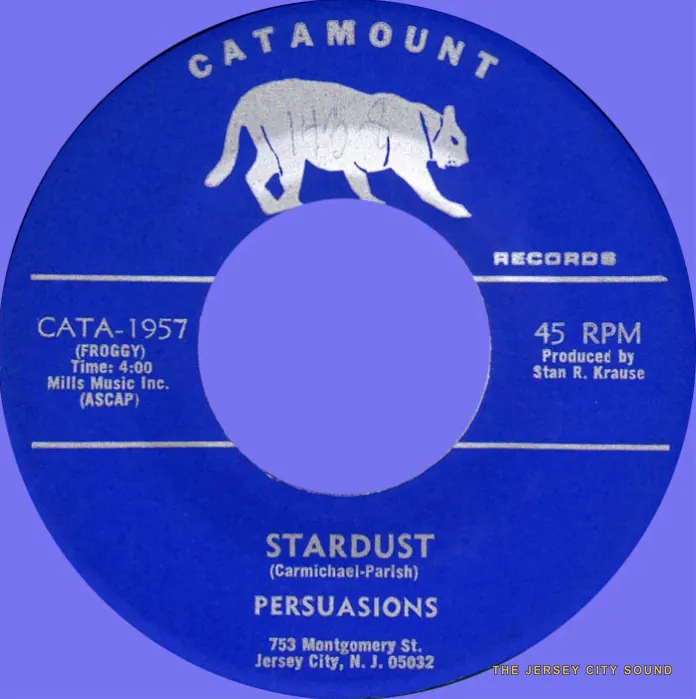 CATAMOUNT
RECORDS
CATA-1957
(FROGGY)
Time: 4:00
Mills Music Inc.
(ASCAP)
45 RPM
Produced by
Stan R. Krause
STARDUST
(Carmichael-Parish)
PERSUASIONS
753 Montgomery St.
Jersey City, N. J. 05032
THE JERSEY CITY SOUND